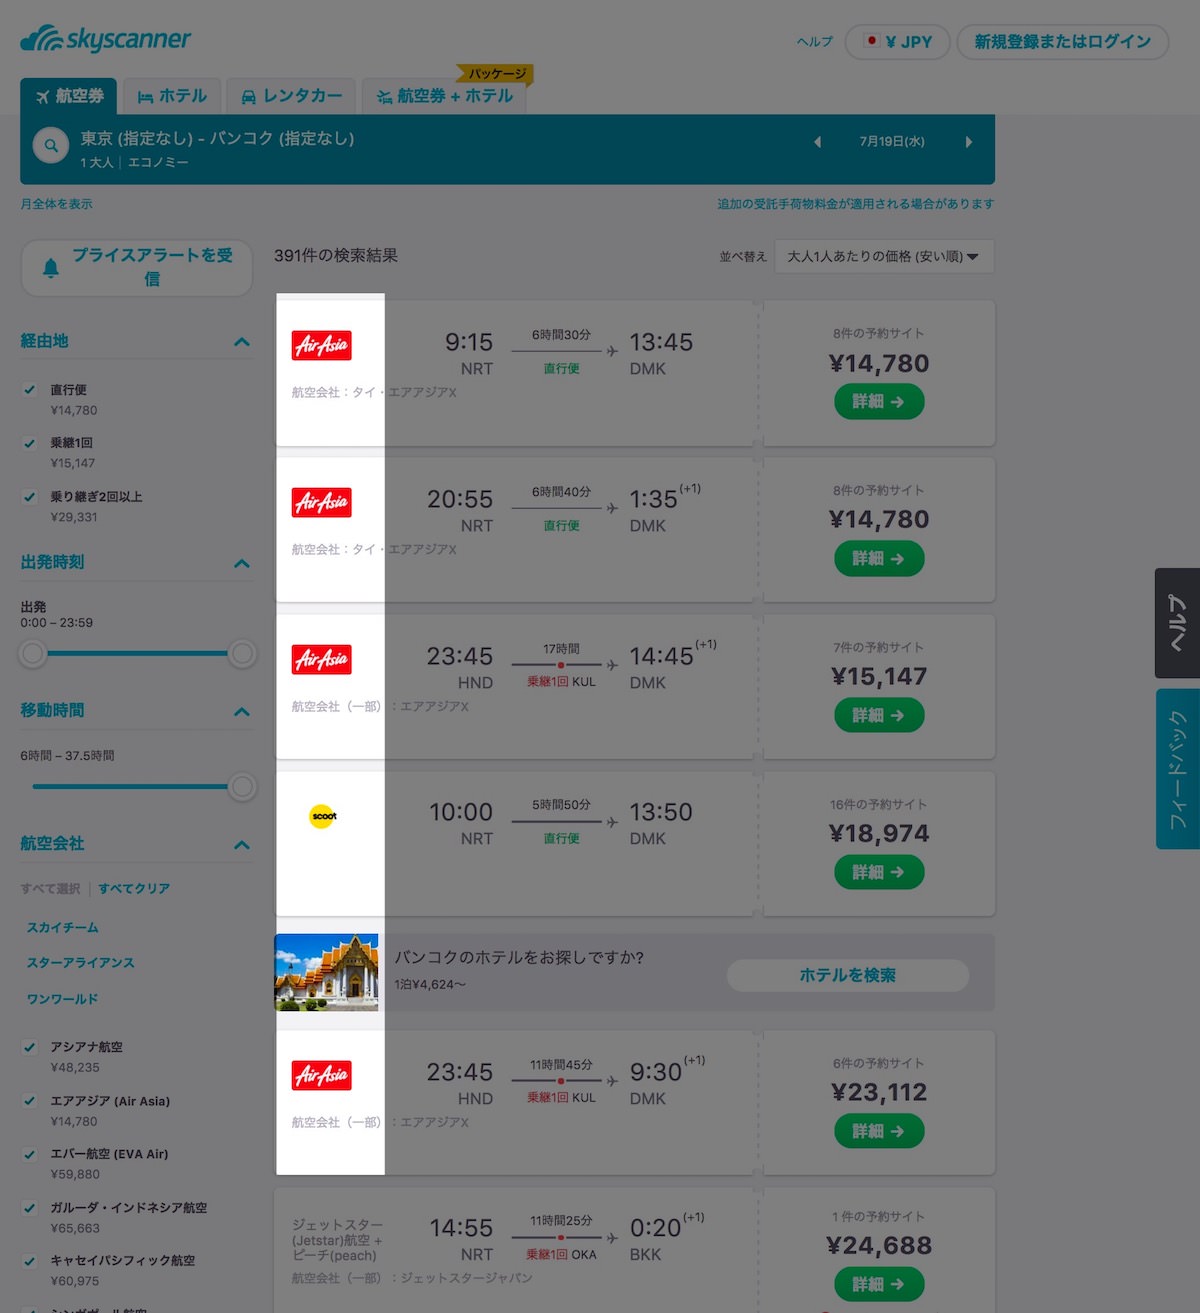 skyscanner
ヘルプ
¥ JPY
新規登録またはログイン
航空券
ホテル
レンタカー
パッケージ
航空券 + ホテル
東京 (指定なし) - バンコク (指定なし)
1 大人 | エコノミー
7月19日(水)
月全体を表示
追加の受託手荷物料金が適用される場合があります
プライスアラートを受
信
391件の検索結果
並べ替え
大人1人あたりの価格 (安い順)
経由地
直行便
¥14,780
乗継1回
¥15,147
乗り継ぎ2回以上
¥29,331
出発時刻
出発
0:00 – 23:59
移動時間
6時間 – 37.5時間
航空会社
すべて選択 | すべてクリア
スカイチーム
スターアライアンス
ワンワールド
アシアナ航空
¥48,235
エアアジア (Air Asia)
¥14,780
エバー航空 (EVA Air)
¥59,880
ガルーダ・インドネシア航空
¥65,663
キャセイパシフィック航空
¥60,975
シンガポール航空
AirAsia
9:15
NRT
6時間30分
直行便
13:45
DMK
航空会社：タイ・エアアジアX
8件の予約サイト
¥14,780
詳細
AirAsia
20:55
NRT
6時間40分
直行便
1:35(+1)
DMK
航空会社：タイ・エアアジアX
8件の予約サイト
¥14,780
詳細
AirAsia
23:45
HND
17時間
乗継1回 KUL
14:45(+1)
DMK
航空会社（一部）：エアアジアX
7件の予約サイト
¥15,147
詳細
scoot
10:00
NRT
5時間50分
直行便
13:50
DMK
16件の予約サイト
¥18,974
詳細
バンコクのホテルをお探しですか?
1泊¥4,624〜
ホテルを検索
AirAsia
23:45
HND
11時間45分
乗継1回 KUL
9:30(+1)
DMK
航空会社（一部）：エアアジアX
6件の予約サイト
¥23,112
詳細
ジェットスター
(Jetstar)航空 +
ピーチ(peach)
14:55
NRT
11時間25分
乗継1回 OKA
0:20(+1)
BKK
航空会社（一部）：ジェットスタージャパン
1 件の予約サイト
¥24,688
詳細
ヘルプ
フィードバック